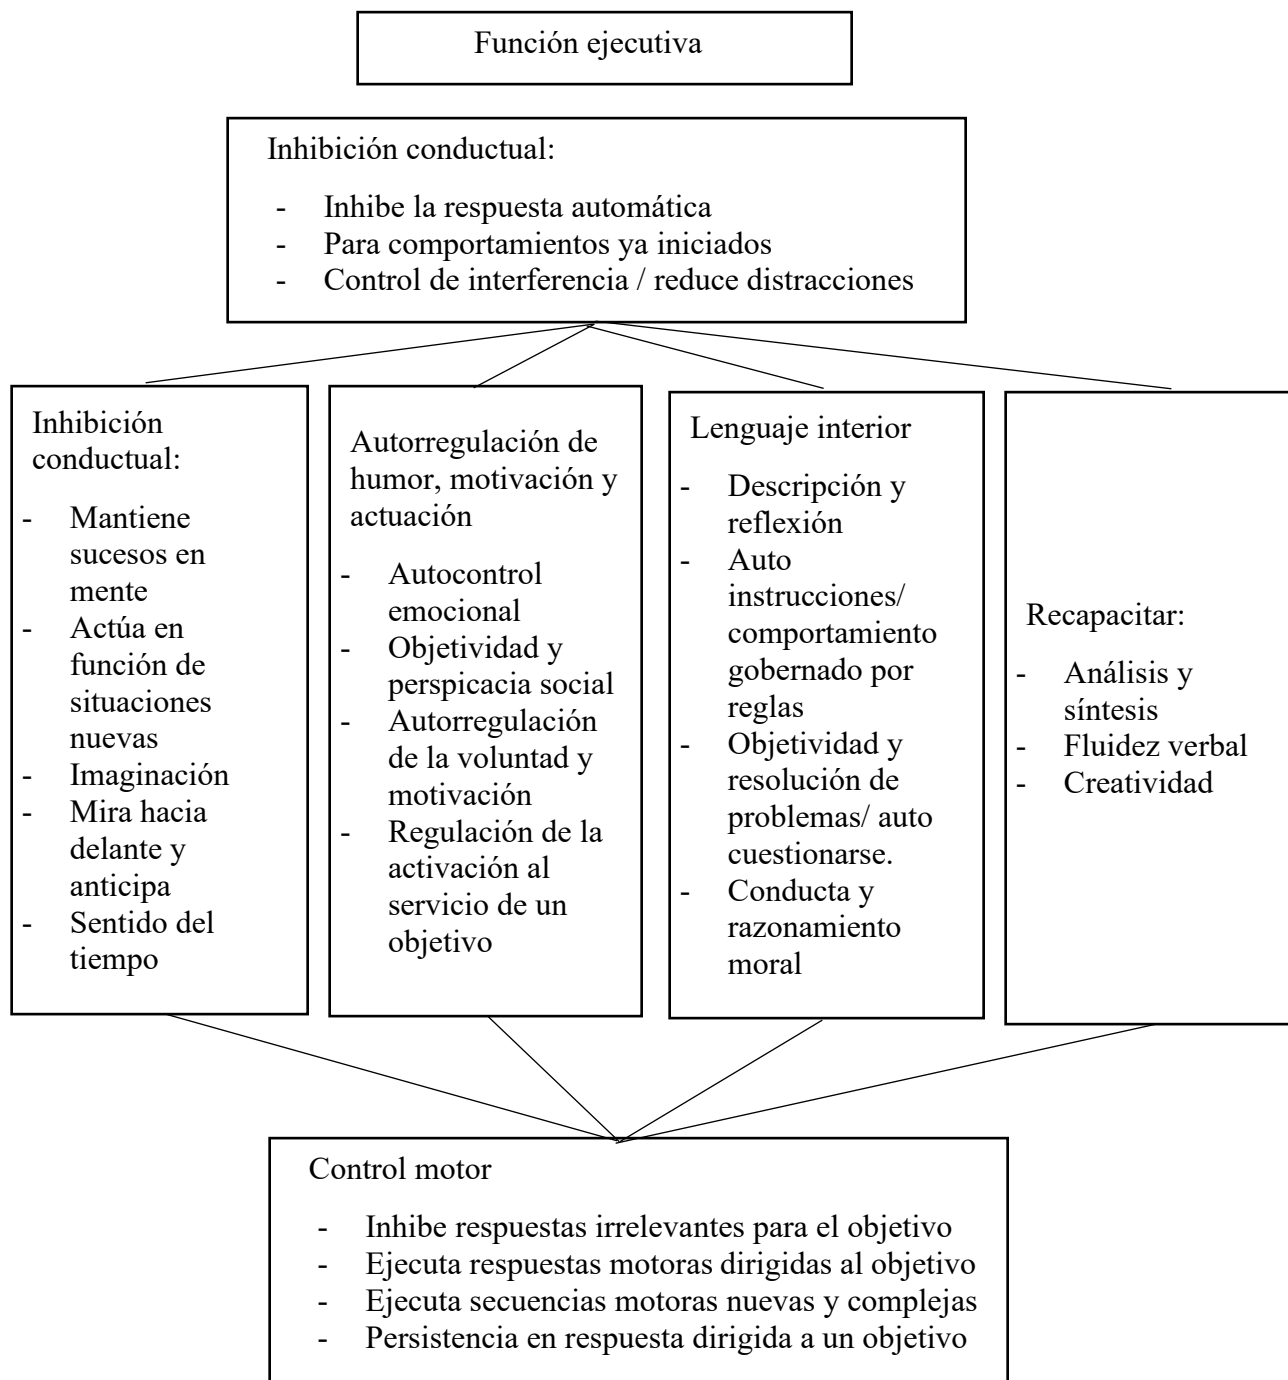 Función ejecutiva
Inhibición conductual:
- Inhibe la respuesta automática
- Para comportamientos ya iniciados
- Control de interferencia / reduce distracciones
Inhibición
conductual:
- Mantiene
sucesos en
mente
- Actúa en
función de
situaciones
nuevas
- Imaginación
- Mira hacia
delante y
anticipa
- Sentido del
tiempo
Autorregulación de
humor, motivación y
actuación
- Autocontrol
emocional
- Objetividad y
perspicacia social
- Autorregulación
de la voluntad y
motivación
- Regulación de la
activación al
servicio de un
objetivo
Lenguaje interior
- Descripción y
reflexión
- Auto
instrucciones/
comportamiento
gobernado por
reglas
- Objetividad y
resolución de
problemas/ auto
cuestionarse.
- Conducta y
razonamiento
moral
Recapacitar:
- Análisis y
síntesis
- Fluidez verbal
- Creatividad
Control motor
- Inhibe respuestas irrelevantes para el objetivo
- Ejecuta respuestas motoras dirigidas al objetivo
- Ejecuta secuencias motoras nuevas y complejas
- Persistencia en respuesta dirigida a un objetivo